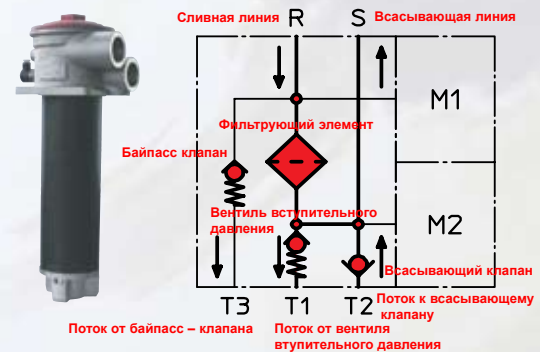 Сливная линия
R
S
Всасывающая линия
M1
Фильтрующий элемент
Байпасс клапан
Вентиль вступительного
давления
M2
Всасывающий клапан
T3
T1
T2
Поток к всасывающему
клапану
Поток от байпасс – клапана
Поток от вентиля
втупительного давления